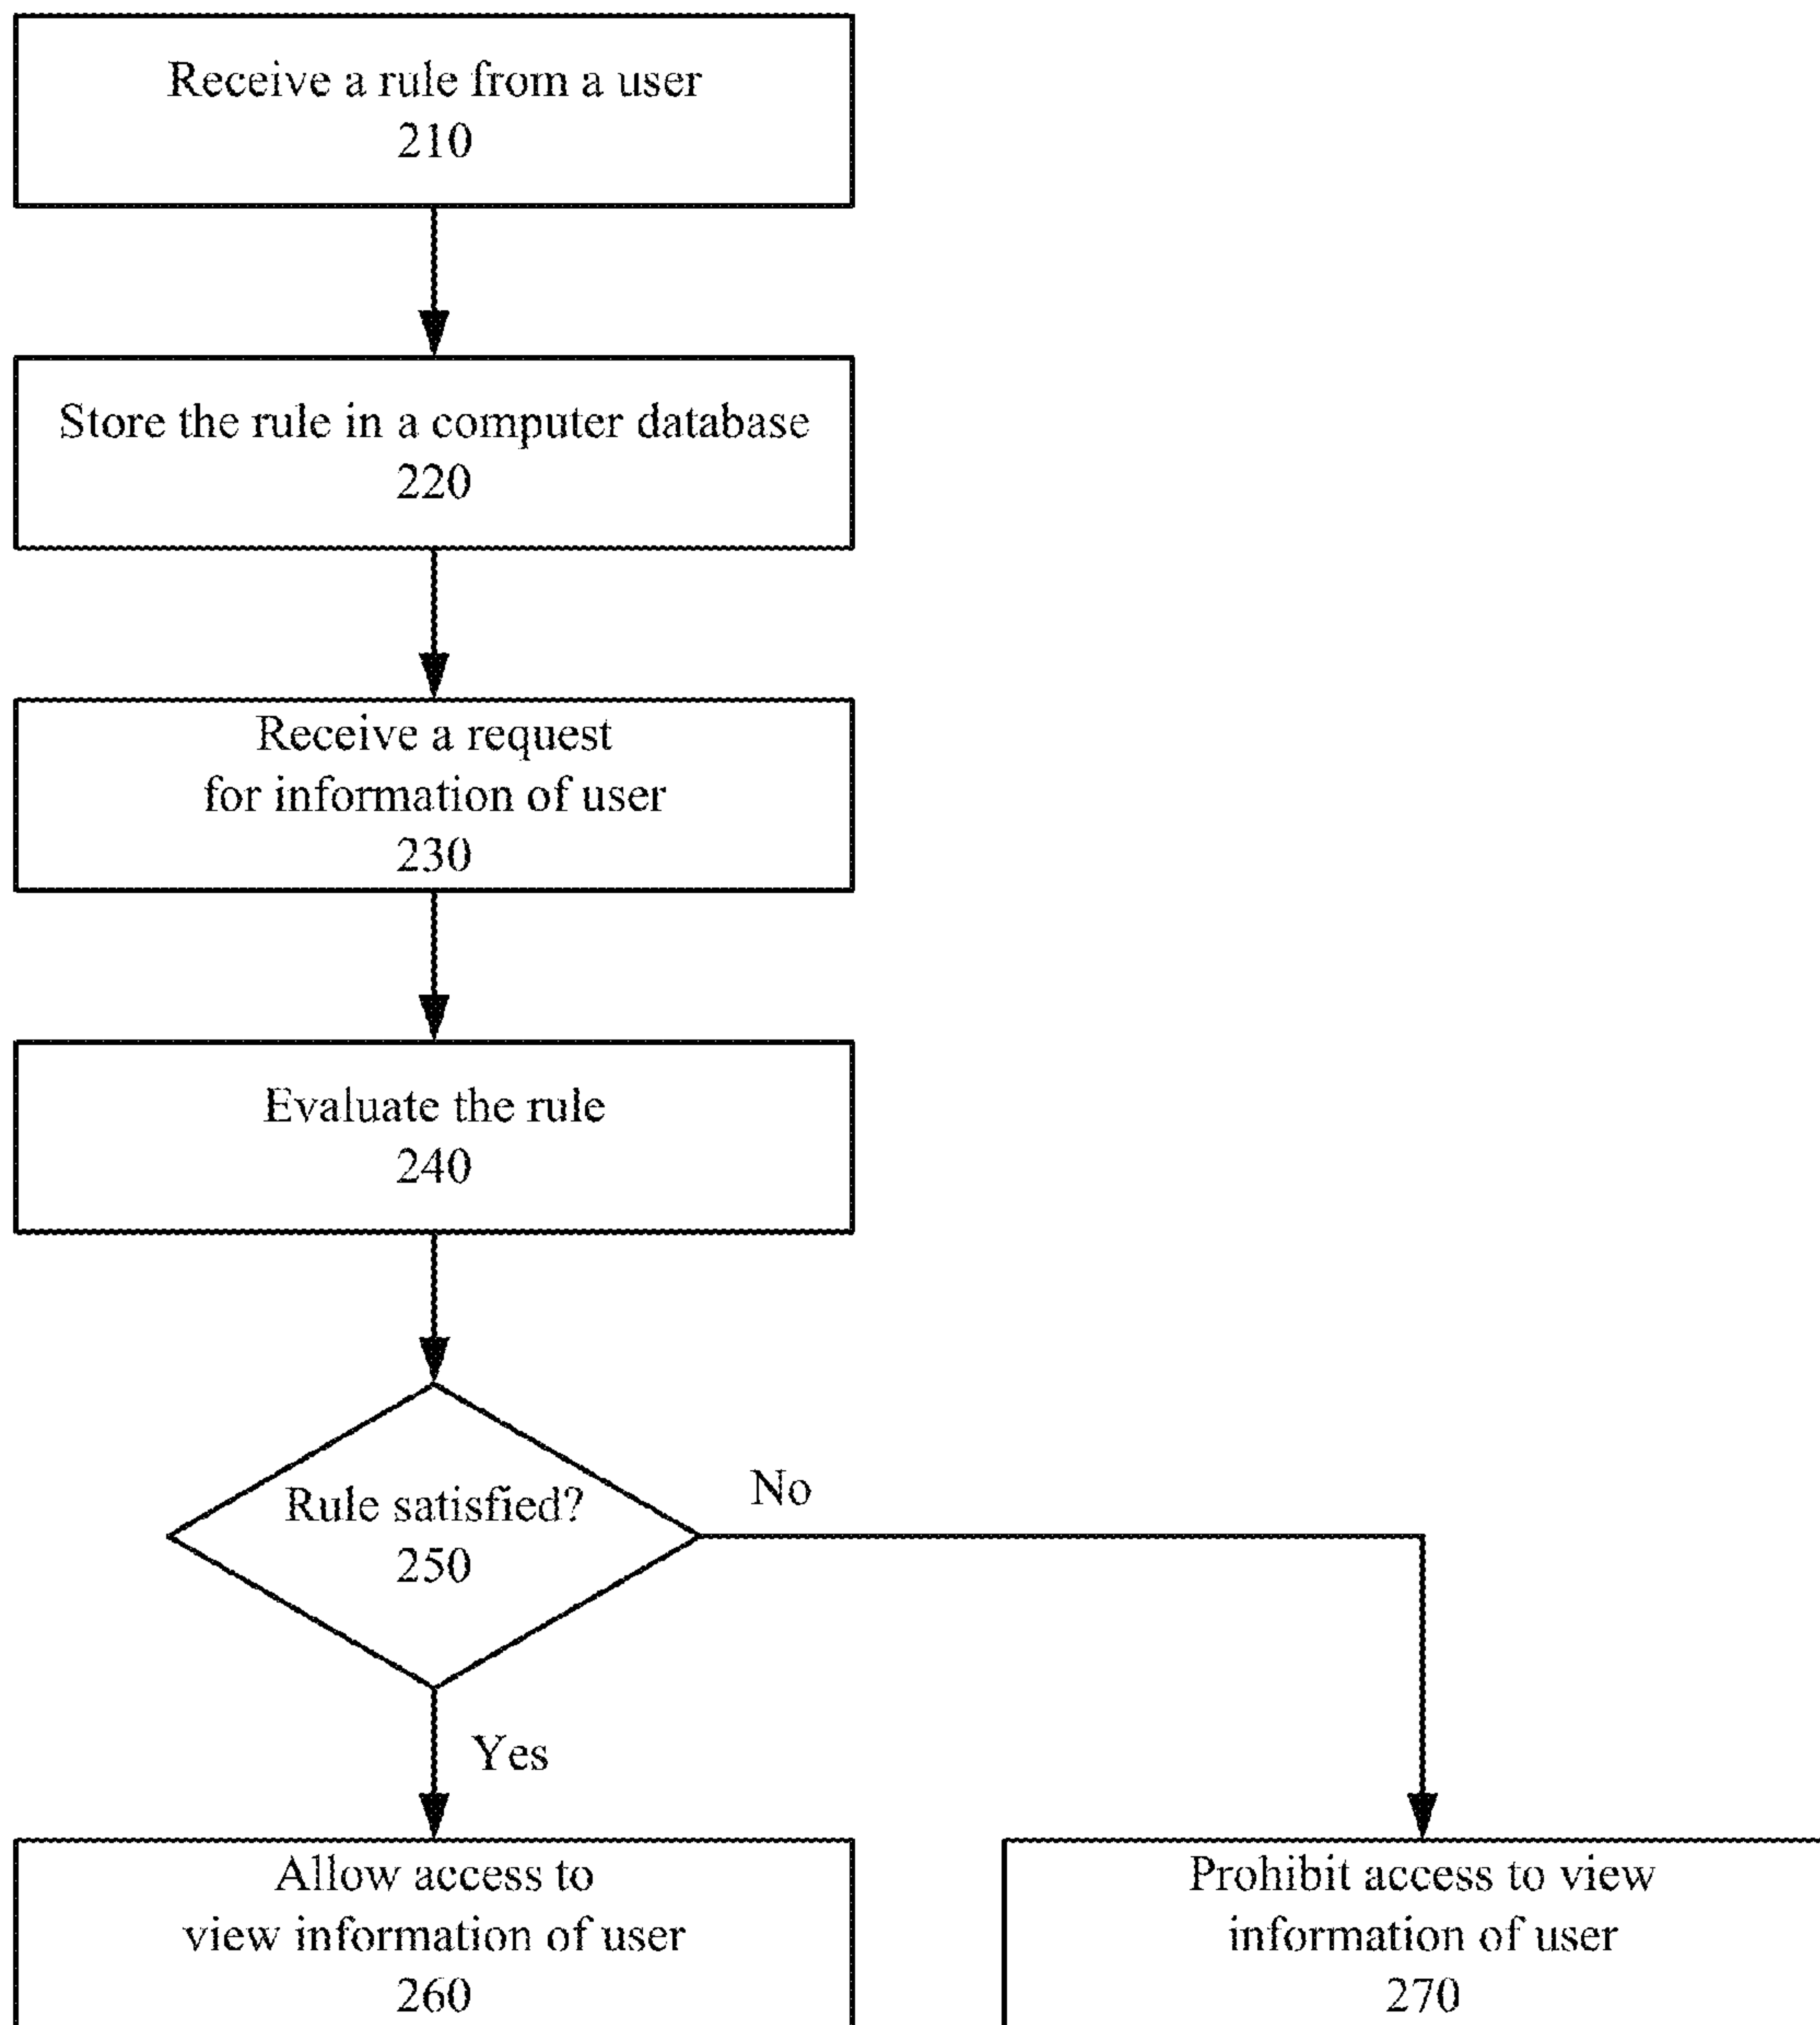 Receive a rule from a user
210
Store the rule in a computer database
220
Receive a request
for information of user
230
Evaluate the rule
240
Rule satisfied?
250
No
Yes
Allow access to
view information of user
260
Prohibit access to view
information of user
270